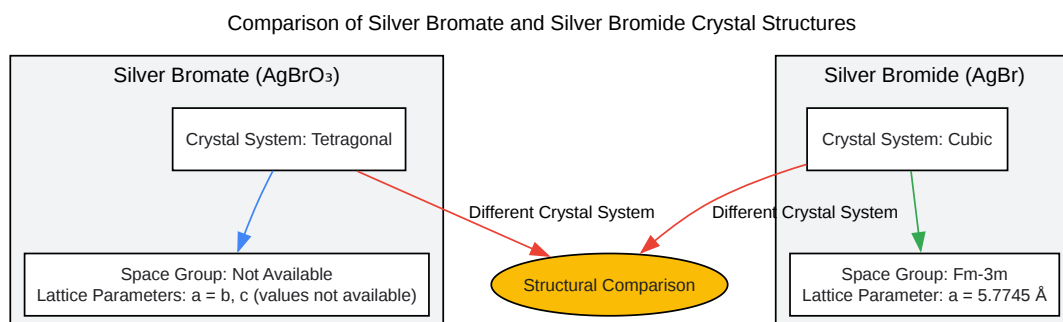 Comparison of Silver Bromate and Silver Bromide Crystal Structures
Silver Bromate (AgBrO₃)
Crystal System: Tetragonal
Space Group: Not Available
Lattice Parameters: a = b, c (values not available)
Different Crystal System
Structural Comparison
Different Crystal System
Silver Bromide (AgBr)
Crystal System: Cubic
Space Group: Fm-3m
Lattice Parameter: a = 5.7745 Å